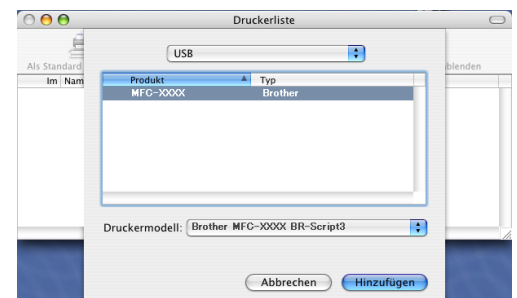 Druckerliste
USB
Als Standard
blenden
Im Nam
Produkt Typ
MFC-XXXX Brother
Druckermodell: Brother MFC-XXXX BR-Script3
Abbrechen Hinzufügen